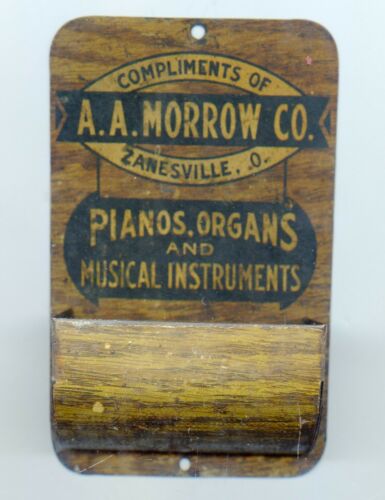 COMPLIMENTS OF
A.A. MORROW CO.
ZANESVILLE, O.
PIANOS, ORGANS
AND
MUSICAL INSTRUMENTS